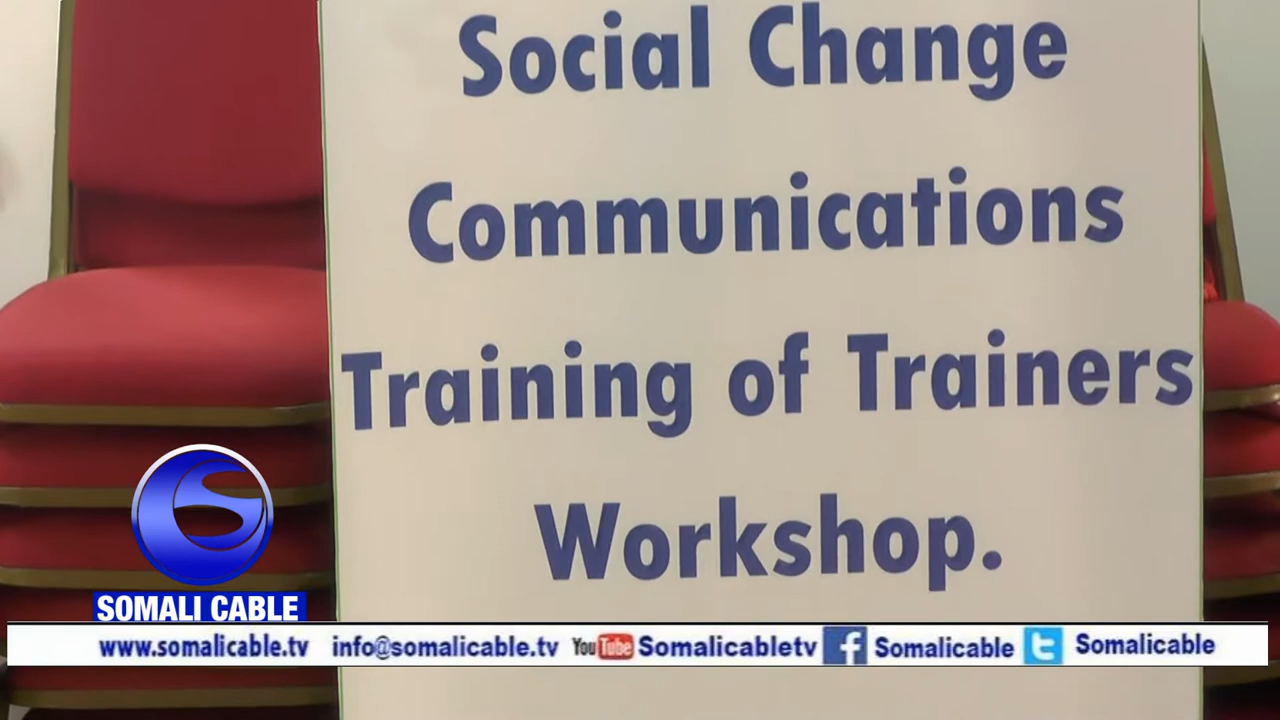 Social Change
Communications
Training of Trainers
Workshop.
SOMALI CABLE
www.somalicable.tv info@somalicable.tv YouTube Somalicabletv f Somalicable t Somalicable